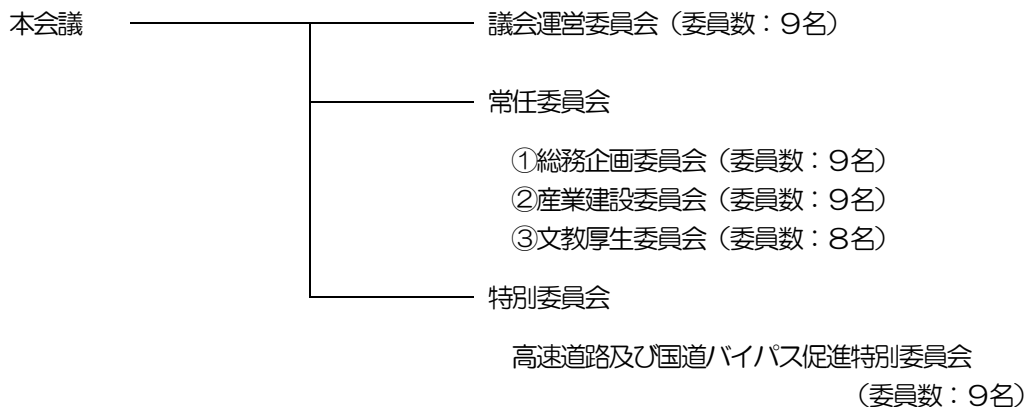 本会議
議会運営委員会（委員数：９名）
常任委員会
①総務企画委員会（委員数：９名）
②産業建設委員会（委員数：９名）
③文教厚生委員会（委員数：８名）
特別委員会
高速道路及び国道バイパス促進特別委員会
（委員数：９名）